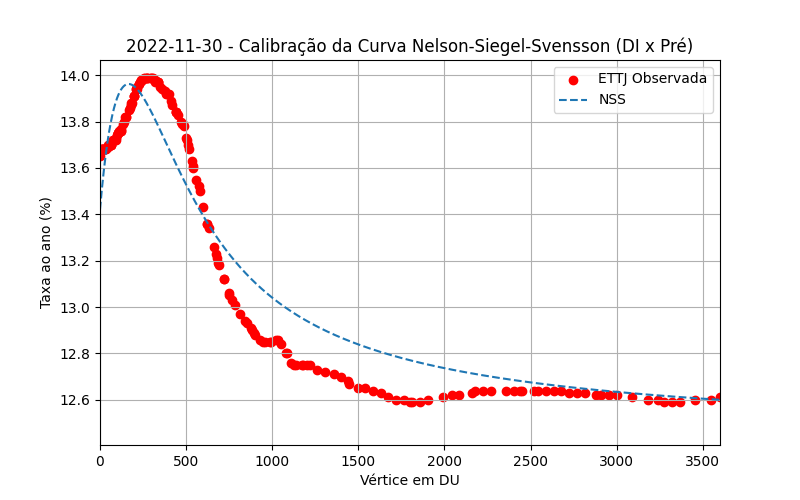 2022-11-30 - Calibração da Curva Nelson-Siegel-Svensson (DI x Pré)
ETTJ Observada
NSS
Taxa ao ano (%)
14.0
13.8
13.6
13.4
13.2
13.0
12.8
12.6
0 500 1000 1500 2000 2500 3000 3500
Vértice em DU